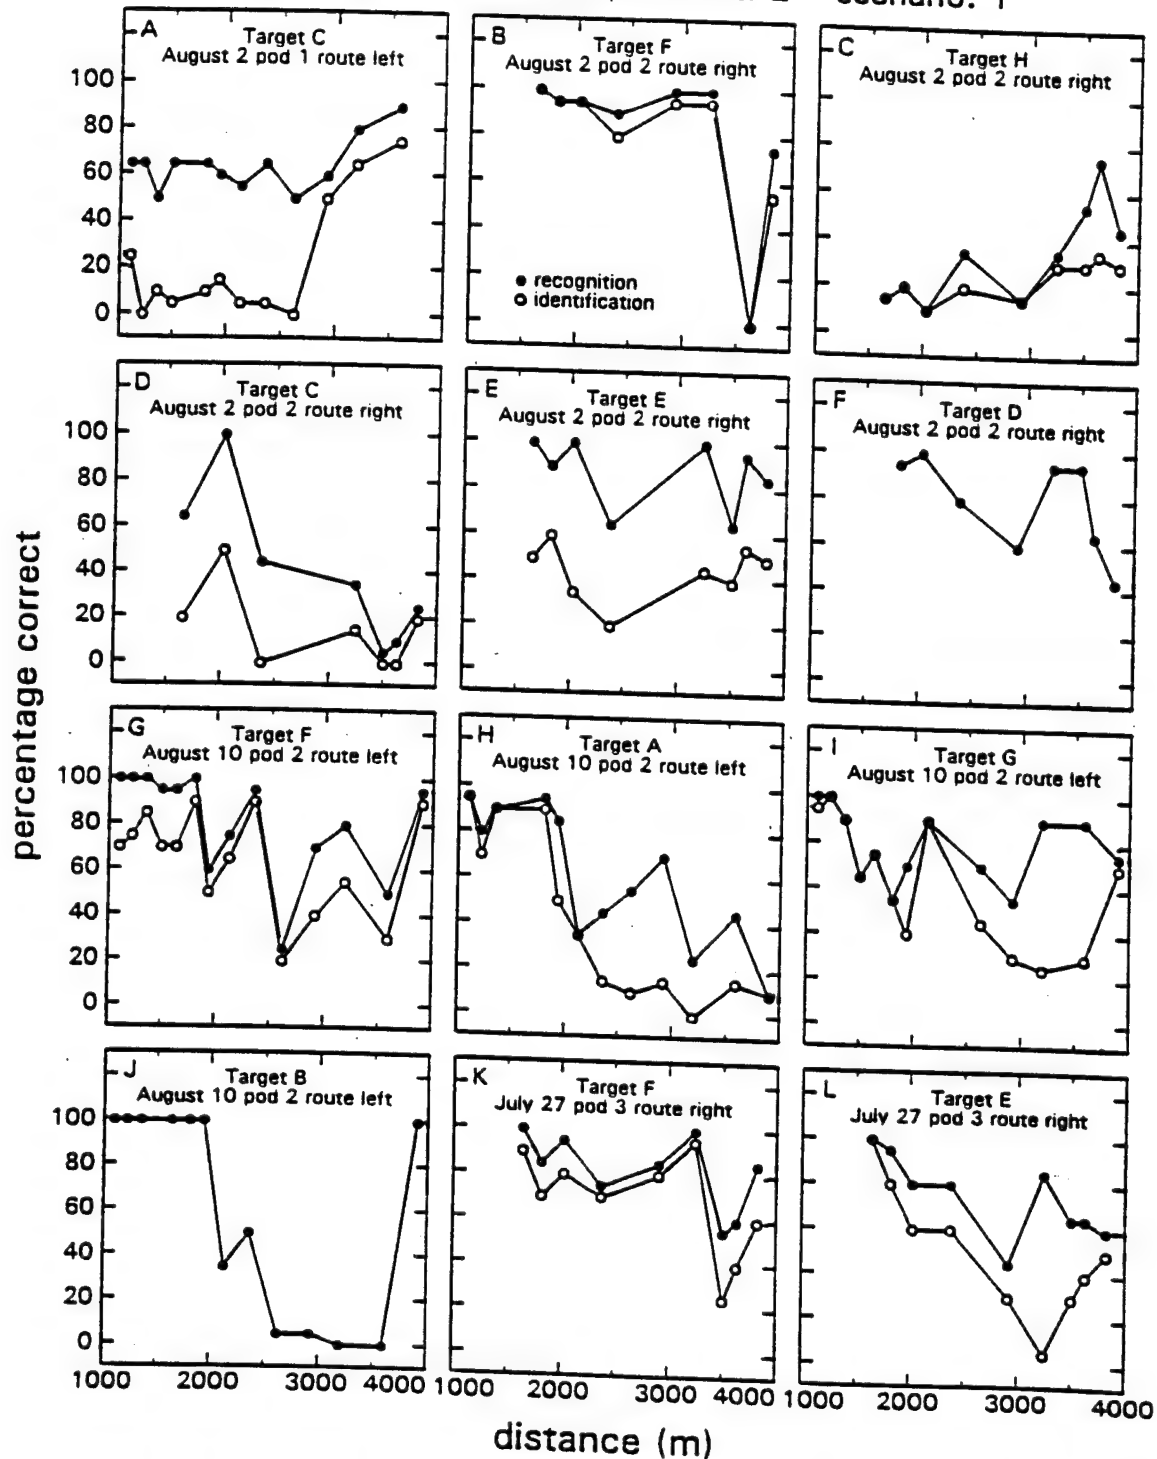 A
Target C
August 2 pod 1 route left
B
Target F
August 2 pod 2 route right
C
Target H
August 2 pod 2 route right
100
80
60
40
20
0
recognition
identification
D
Target C
August 2 pod 2 route right
E
Target E
August 2 pod 2 route right
F
Target D
August 2 pod 2 route right
100
80
60
40
20
0
percentage correct
G
Target F
August 10 pod 2 route left
H
Target A
August 10 pod 2 route left
I
Target G
August 10 pod 2 route left
100
80
60
40
20
0
J
Target B
August 10 pod 2 route left
K
Target F
July 27 pod 3 route right
L
Target E
July 27 pod 3 route right
100
80
60
40
20
0
1000 2000 3000 4000 1000 2000 3000 4000 1000 2000 3000 4000
distance (m)